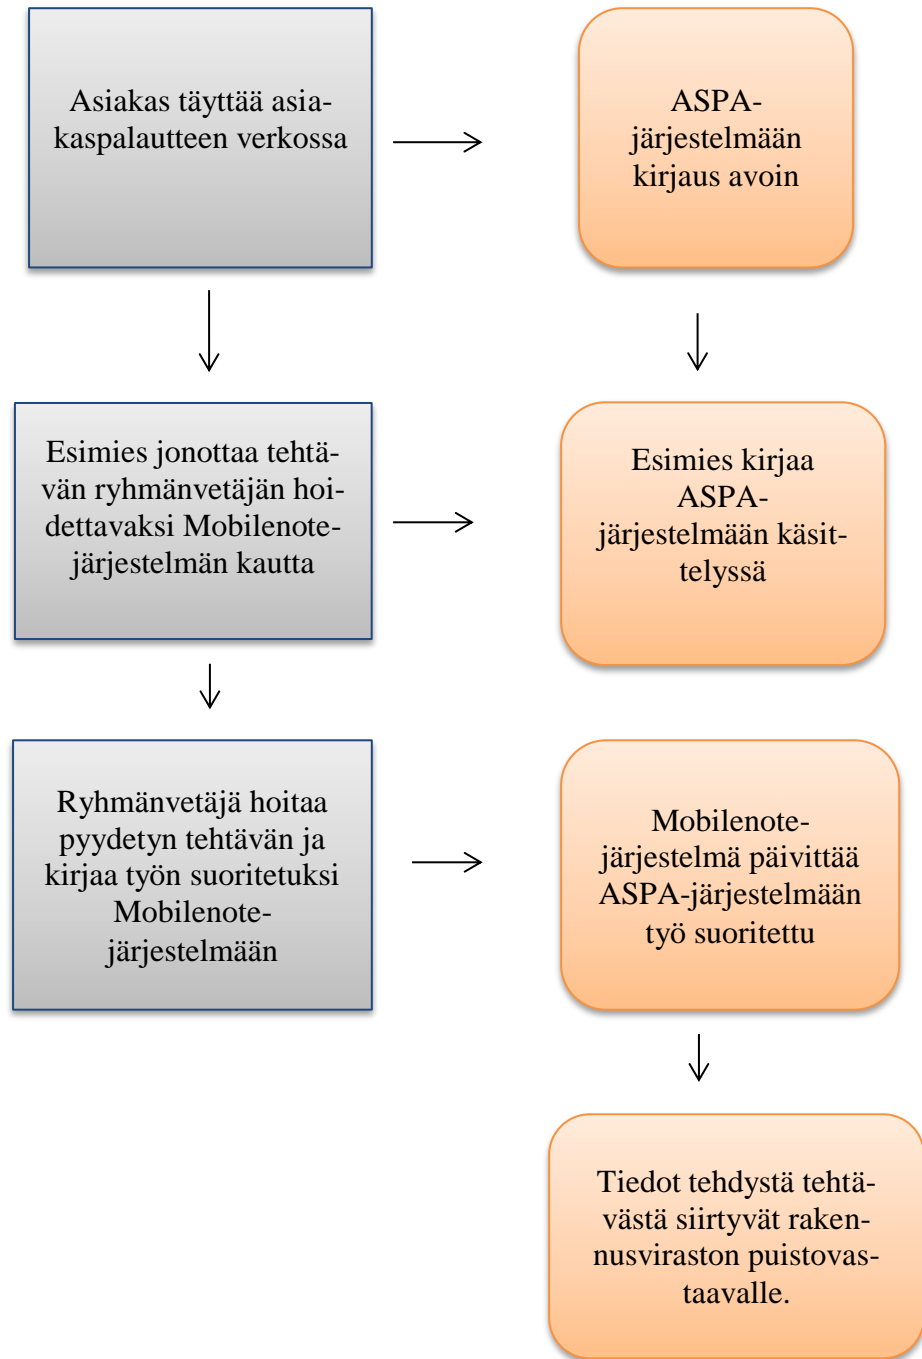 Asiakas täyttää asia-
kaspalautteen verkossa
ASPA-
järjestelmään
kirjaus avoin
Esimies jonottaa tehtä-
vän ryhmänvetäjän hoi-
dettavaksi Mobilenote-
järjestelmän kautta
Esimies kirjaa
ASPA-
järjestelmään käsit-
telyssä
Ryhmänvetäjä hoitaa
pyydetyn tehtävän ja
kirjaa työn suoritetuksi
Mobilenote-
järjestelmään
Mobilenote-
järjestelmä päivittää
ASPA-järjestelmään
työ suoritettu
Tiedot tehdystä tehtä-
västä siirtyvät raken-
nusviraston puistovas-
taavalle.